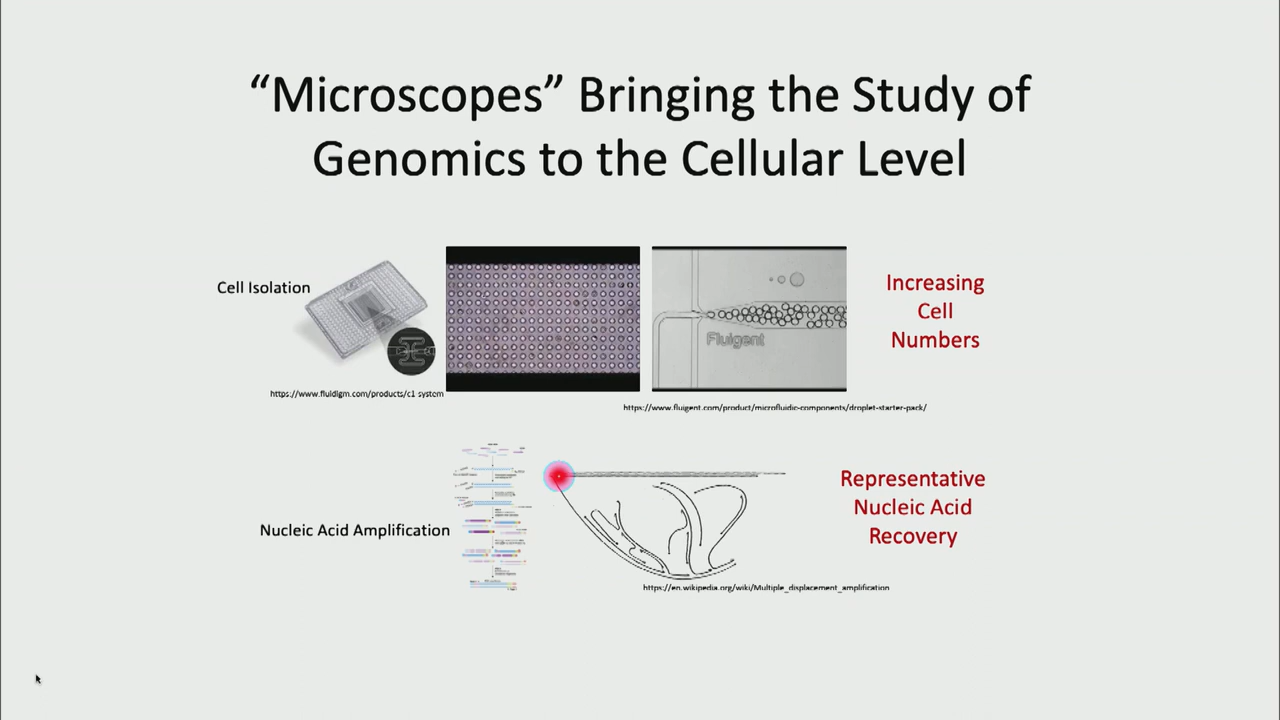 “Microscopes” Bringing the Study of
Genomics to the Cellular Level
Cell Isolation
https://www.fluidigm.com/products/c1-system
Fluigent
https://www.fluigent.com/product/microfluidic-components/droplet-starter-pack/
Increasing
Cell
Numbers
Nucleic Acid Amplification
https://en.wikipedia.org/wiki/Multiple_displacement_amplification
Representative
Nucleic Acid
Recovery